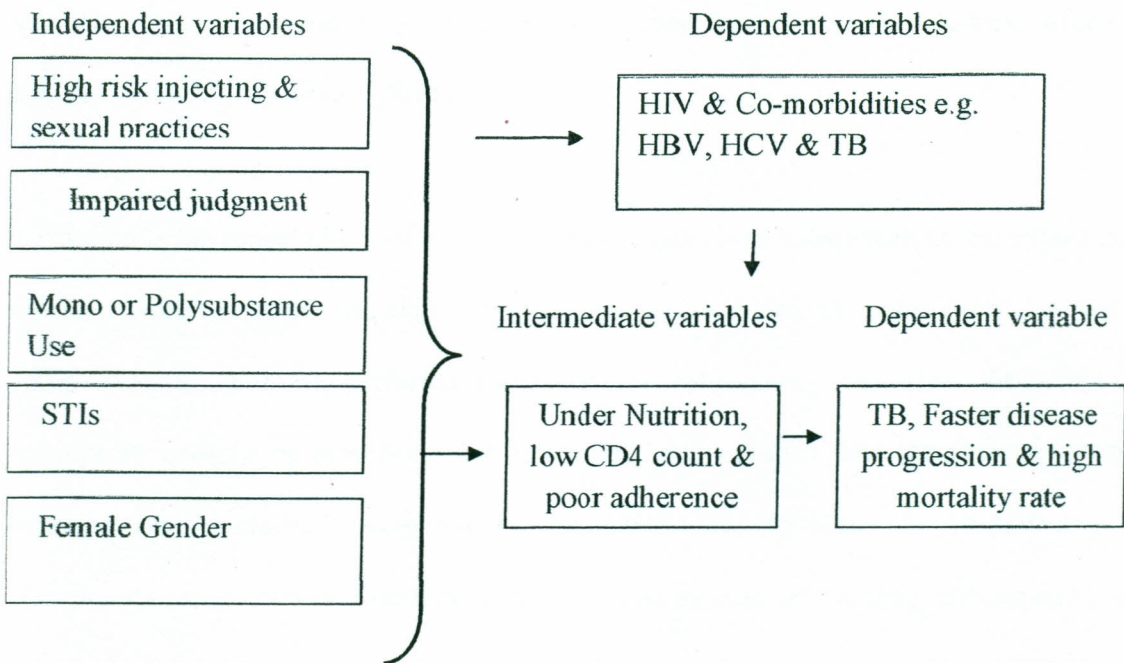 Independent variables
High risk injecting &
sexual practices
Impaired judgment
Mono or Polysubstance
Use
STIs
Female Gender
Dependent variables
HIV & Co-morbidities e.g.
HBV, HCV & TB
Intermediate variables
Under Nutrition,
low CD4 count &
poor adherence
Dependent variable
TB, Faster disease
progression & high
mortality rate